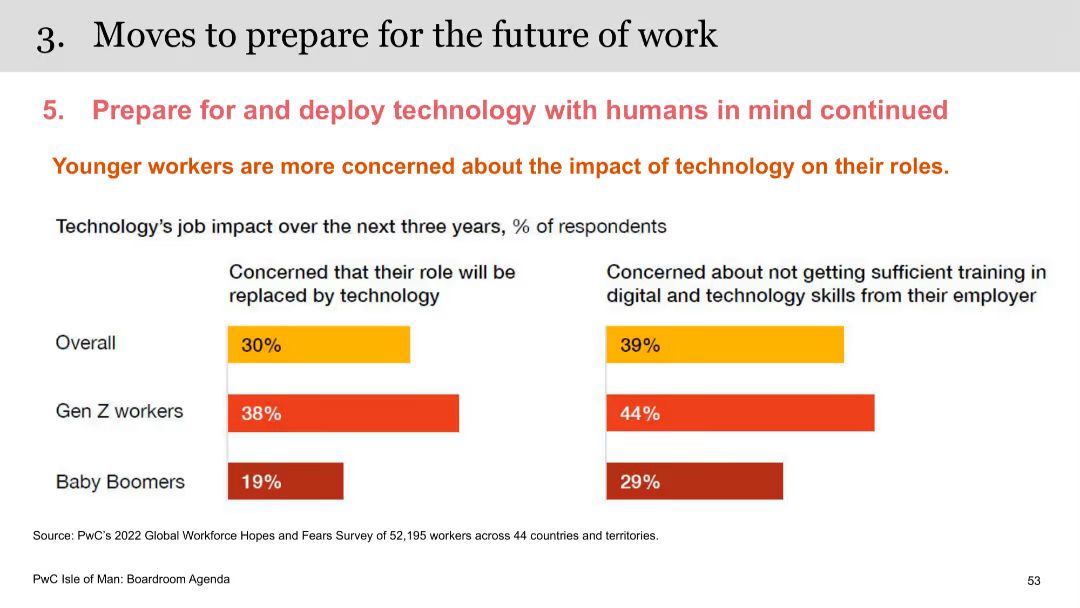 3. Moves to prepare for the future of work
5. Prepare for and deploy technology with humans in mind continued
Younger workers are more concerned about the impact of technology on their roles.
Technology's job impact over the next three years, % of respondents
Concerned that their role will be
replaced by technology
Concerned about not getting sufficient training in
digital and technology skills from their employer
Overall
30%
39%
Gen Z workers
38%
44%
Baby Boomers
19%
29%
Source: PwC's 2022 Global Workforce Hopes and Fears Survey of 52,195 workers across 44 countries and territories.
PwC Isle of Man: Boardroom Agenda
53